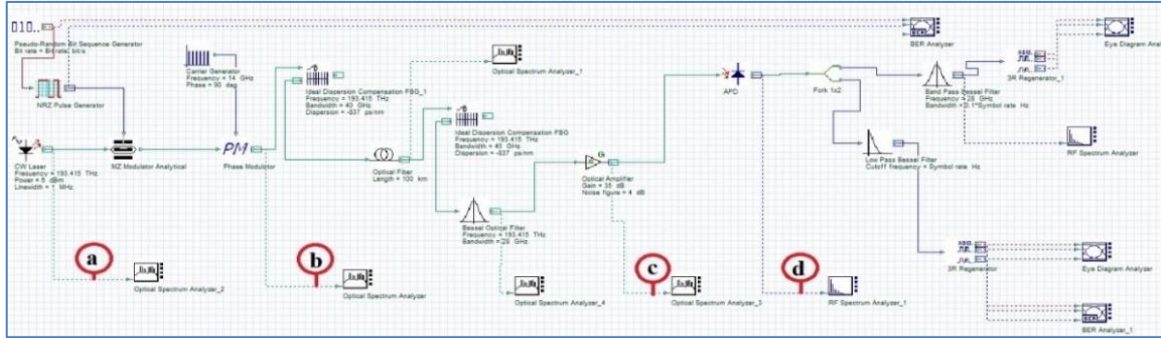 Pseudo-Random Bit Sequence Generator
Bit rate = Bit rate bit/s
NRZ Pulse Generator
CW Laser
Frequency = 193.415 THz
Linewidth = 1 MHz
MZ Modulator Analytical
Carrier Generator
Frequency = 14 GHz
Phase = 90 deg
PM
Phase Modulator
Ideal Dispersion Compensation FBG_1
Frequency = 193.415 THz
Bandwidth = 40 GHz
Dispersion = -837 ps/nm
Optical Fiber
Length = 100 km
Optical Spectrum Analyzer_1
Ideal Dispersion Compensation FBG
Frequency = 193.415 THz
Bandwidth = 40 GHz
Dispersion = -837 ps/nm
Bessel Optical Filter
Frequency = 193.415 THz
Bandwidth = 28 GHz
Optical Amplifier
Gain = 35 dB
Noise figure = 4 dB
APD
Fork 1x2
BER Analyzer
Band Pass Bessel Filter
Frequency = 28 GHz
3R Regenerator_1
Eye Diagram Anal
RF Spectrum Analyzer
Low Pass Bessel Filter
Cutoff frequency = Symbol rate Hz
3R Regenerator
Eye Diagram Analyzer
BER Analyzer_1
a
Optical Spectrum Analyzer_2
b
Optical Spectrum Analyzer
Optical Spectrum Analyzer_4
c
Optical Spectrum Analyzer_3
d
RF Spectrum Analyzer_1